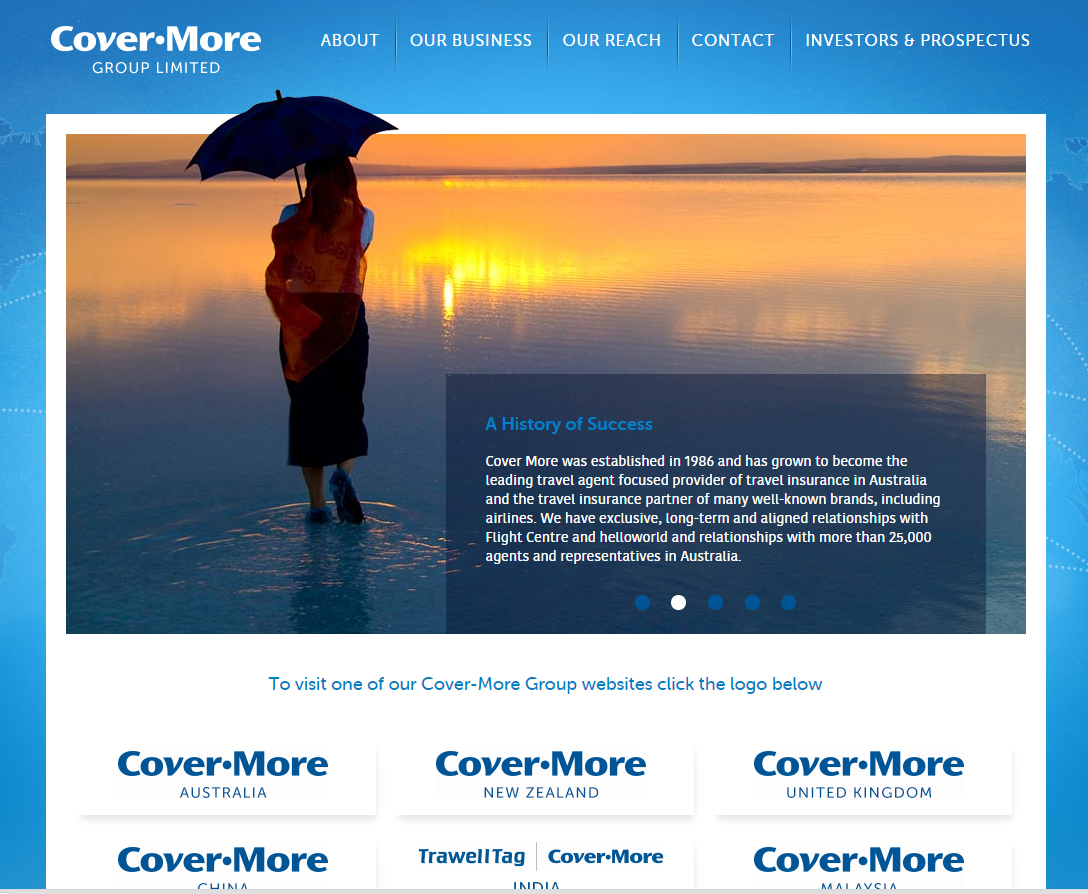 Cover•More
GROUP LIMITED
ABOUT
OUR BUSINESS
OUR REACH
CONTACT
INVESTORS & PROSPECTUS
A History of Success
Cover More was established in 1986 and has grown to become the
leading travel agent focused provider of travel insurance in Australia
and the travel insurance partner of many well-known brands, including
airlines. We have exclusive, long-term and aligned relationships with
Flight Centre and helloworld and relationships with more than 25,000
agents and representatives in Australia.
To visit one of our Cover-More Group websites click the logo below
Cover•More
AUSTRALIA
Cover•More
NEW ZEALAND
Cover•More
UNITED KINGDOM
Cover•More
CHINA
TrawellTag | Cover•More
INDIA
Cover•More
MALAYSIA